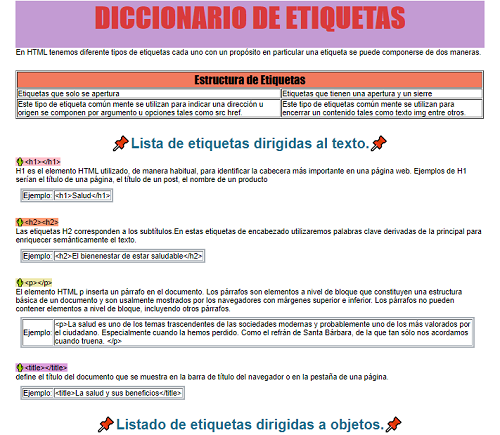 DICCIONARIO DE ETIQUETAS
En HTML tenemos diferente tipos de etiquetas cada uno con un propósito en particular una etiqueta se puede componerse de dos maneras.
Estructura de Etiquetas
Etiquetas que solo se apertura
Etiquetas que tienen una apertura y un sierre
Este tipo de etiqueta común mente se utilizan para indicar una dirección u
origen se componen por argumento u opciones tales como src href.
Este tipo de etiqueta común mente se utilizan para
encerrar un contenido tales como texto img entre otros.
Lista de etiquetas dirigidas al texto.
<h1></h1>
H1 es el elemento HTML utilizado, de manera habitual, para identificar la cabecera más importante en una página web. Ejemplos de H1
serían el título de una página, el título de un post, el nombre de un producto
Ejemplo: <h1>Salud</h1>
<h2><h2>
Las etiquetas H2 corresponden a los subtítulos.En estas etiquetas de encabezado utilizaremos palabras clave derivadas de la principal para
enriquecer semánticamente el texto.
Ejemplo: <h2>El bienenestar de estar saludable</h2>
<p></p>
El elemento HTML p inserta un párrafo en el documento. Los párrafos son elementos a nivel de bloque que constituyen una estructura
básica de un documento y son usalmente mostrados por los navegadores con márgenes superior e inferior. Los párrafos no pueden
contener elementos a nivel de bloque, incluyendo otros párrafos.
Ejemplo:
<p>La salud es uno de los temas trascendentes de las sociedades modernas y probablemente uno de los más valorados por
el ciudadano. Especialmente cuando la hemos perdido. Como el refrán de Santa Bárbara, de la que tan sólo nos acordamos
cuando truena. </p>
<title></title>
define el título del documento que se muestra en la barra de título del navegador o en la pestaña de una página.
Ejemplo: <title>La salud y sus beneficios</title>
Listado de etiquetas dirigidas a objetos.